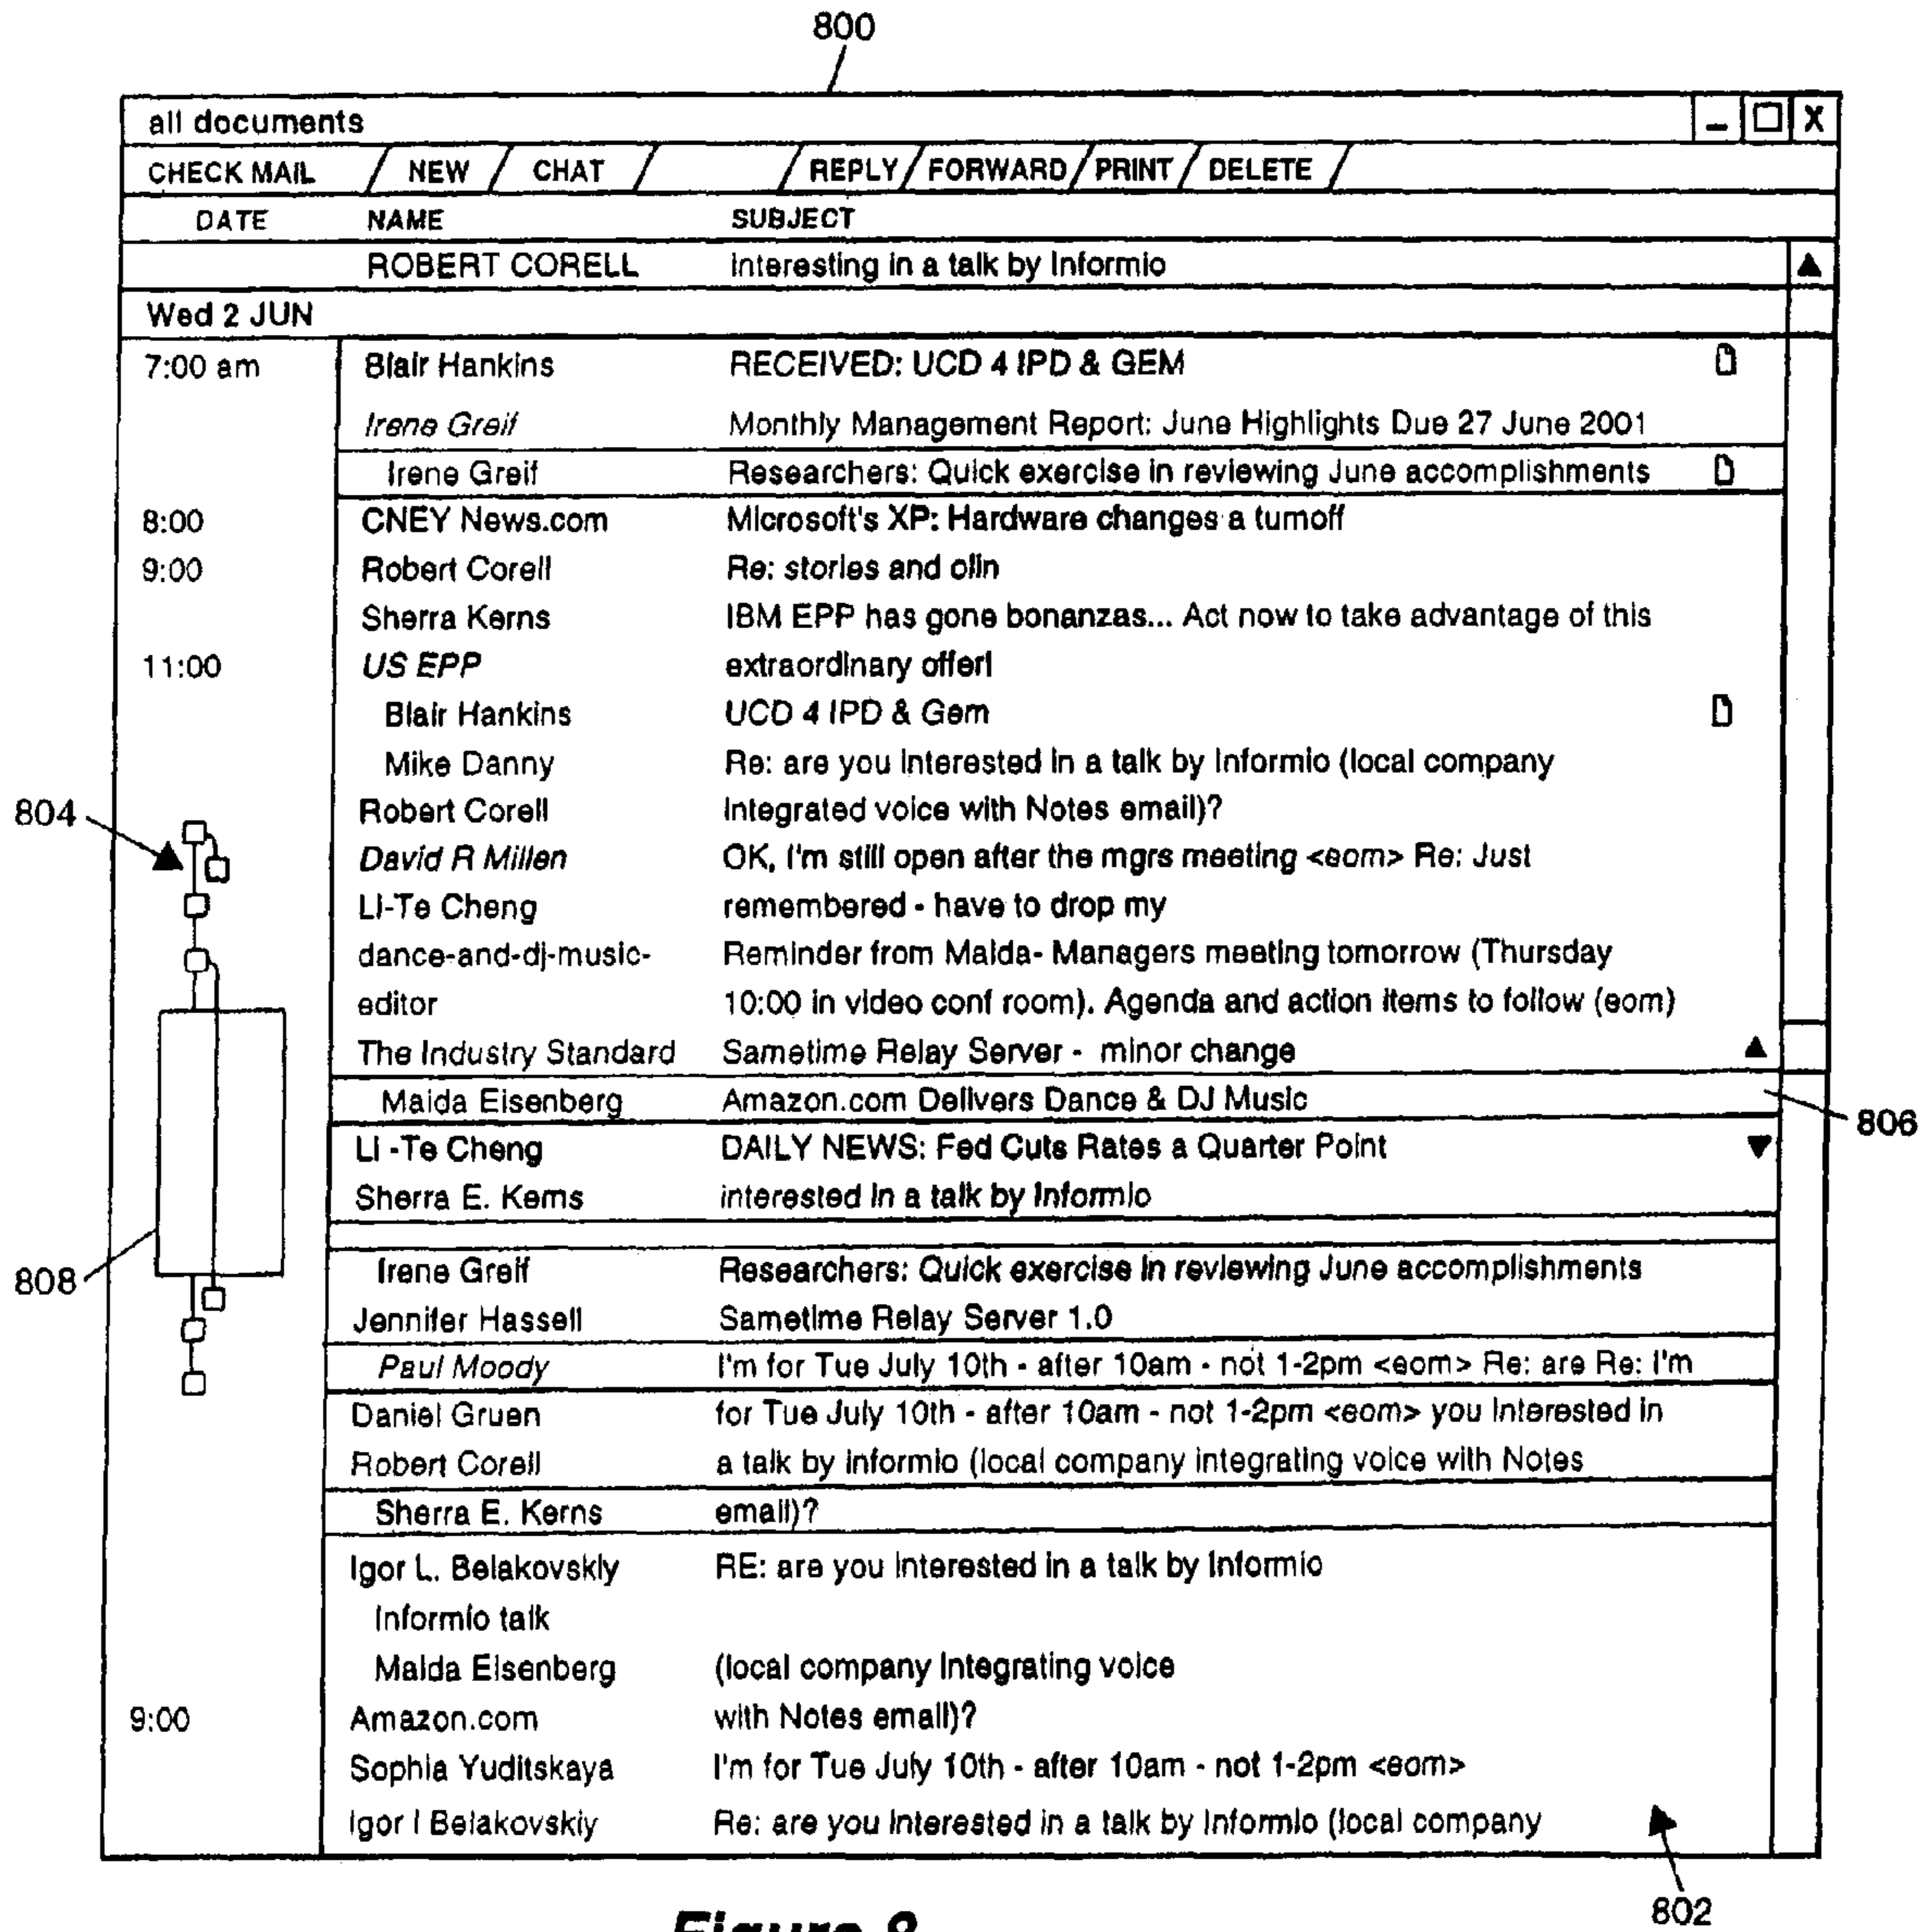 800
all documents
CHECK MAIL NEW CHAT REPLY FORWARD PRINT DELETE
DATE NAME SUBJECT
ROBERT CORELL Interesting in a talk by Informio
Wed 2 JUN
7:00 am Blair Hankins RECEIVED: UCD 4 IPD & GEM
Irene Greif Monthly Management Report: June Highlights Due 27 June 2001
Irene Greif Researchers: Quick exercise in reviewing June accomplishments
8:00 CNEY News.com Microsoft's XP: Hardware changes a turnoff
9:00 Robert Corell Re: stories and olin
Sherra Kerns IBM EPP has gone bonanzas... Act now to take advantage of this
11:00 US EPP extraordinary offer!
Blair Hankins UCD 4 IPD & Gem
Mike Danny Re: are you interested in a talk by Informio (local company
804
Robert Corell Integrated voice with Notes email)?
David R Millen OK, I'm still open after the mgrs meeting <eom> Re: Just
Li-Te Cheng remembered - have to drop my
dance-and-dj-music- Reminder from Maida- Managers meeting tomorrow (Thursday
editor 10:00 in video conf room). Agenda and action items to follow (eom)
The Industry Standard Sametime Relay Server - minor change
Maida Eisenberg Amazon.com Delivers Dance & DJ Music
806
Li -Te Cheng DAILY NEWS: Fed Cuts Rates a Quarter Point
Sherra E. Kerns interested in a talk by Informio
808
Irene Greif Researchers: Quick exercise in reviewing June accomplishments
Jennifer Hassell Sametime Relay Server 1.0
Paul Moody I'm for Tue July 10th - after 10am - not 1-2pm <eom> Re: are Re: I'm
Daniel Gruen for Tue July 10th - after 10am - not 1-2pm <eom> you interested in
Robert Corell a talk by Informio (local company integrating voice with Notes
Sherra E. Kerns email)?
Igor L. Belakovskiy RE: are you interested in a talk by Informio
Informio talk
Maida Eisenberg (local company integrating voice
9:00 Amazon.com with Notes email)?
Sophia Yuditskaya I'm for Tue July 10th - after 10am - not 1-2pm <eom>
Igor l Belakovskiy Re: are you interested in a talk by Informio (local company
802
Figure 8